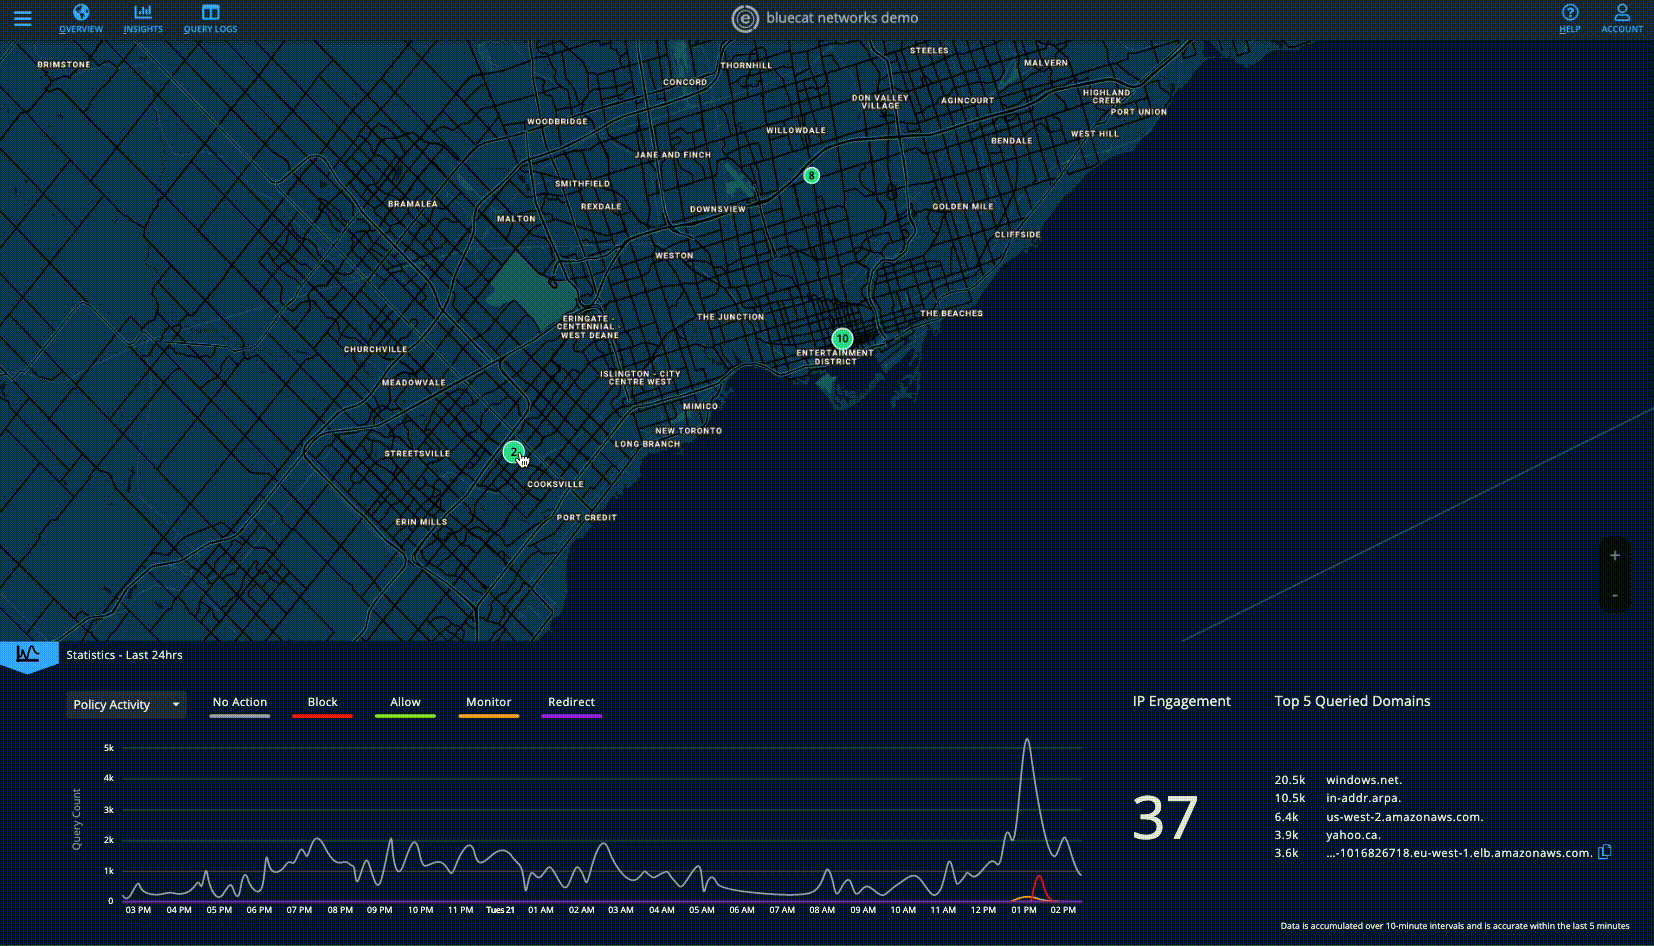 OVERVIEW
INSIGHTS
QUERY LOGS
bluecat networks demo
HELP
ACCOUNT
BRIMSTONE
STEELES
THORNHILL
MALVERN
CONCORD
HIGHLAND
CREEK
DON VALLEY
VILLAGE
AGINCOURT
PORT UNION
WOODBRIDGE
WILLOWDALE
WEST HILL
BENDALE
JANE AND FINCH
8
SMITHFIELD
BRAMALEA
REXDALE
DOWNSVIEW
GOLDEN MILE
MALTON
CLIFFSIDE
WESTON
ERINGATE -
CENTENNIAL -
WEST DEANE
THE JUNCTION
THE BEACHES
10
CHURCHVILLE
ENTERTAINMENT
DISTRICT
ISLINGTON - CITY
CENTRE WEST
MEADOWVALE
MIMICO
NEW TORONTO
LONG BRANCH
STREETSVILLE
2
COOKSVILLE
PORT CREDIT
ERIN MILLS
+
-
Statistics - Last 24hrs
Policy Activity
No Action
Block
Allow
Monitor
Redirect
Query Count
5k
4k
3k
2k
1k
0
03 PM 04 PM 05 PM 06 PM 07 PM 08 PM 09 PM 10 PM 11 PM Tues 21 01 AM 02 AM 03 AM 04 AM 05 AM 06 AM 07 AM 08 AM 09 AM 10 AM 11 AM 12 PM 01 PM 02 PM
IP Engagement
37
Top 5 Queried Domains
20.5k windows.net.
10.5k in-addr.arpa.
6.4k us-west-2.amazonaws.com.
3.9k yahoo.ca.
3.6k ...-1016826718.eu-west-1.elb.amazonaws.com.
Data is accumulated over 10-minute intervals and is accurate within the last 5 minutes